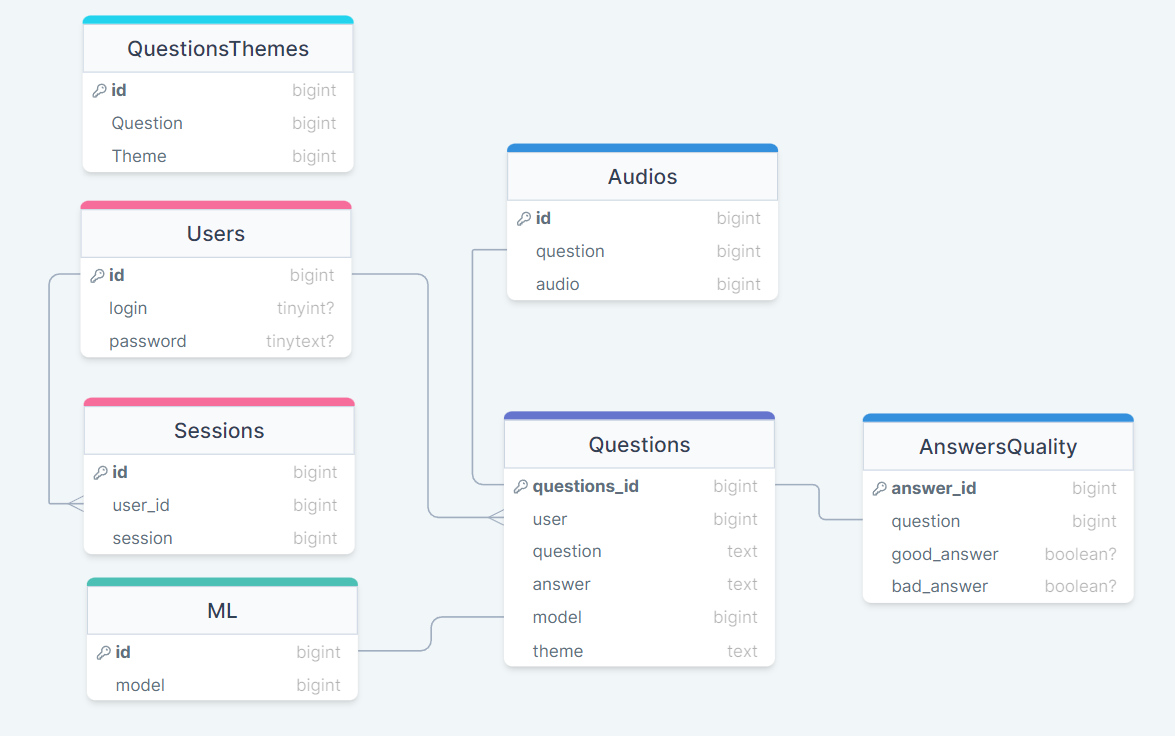 QuestionsThemes
id bigint
Question bigint
Theme bigint
Users
id bigint
login tinyint?
password tinytext?
Sessions
id bigint
user_id bigint
session bigint
ML
id bigint
model bigint
Audios
id bigint
question bigint
audio bigint
Questions
questions_id bigint
user bigint
question text
answer text
model bigint
theme text
AnswersQuality
answer_id bigint
question bigint
good_answer boolean?
bad_answer boolean?